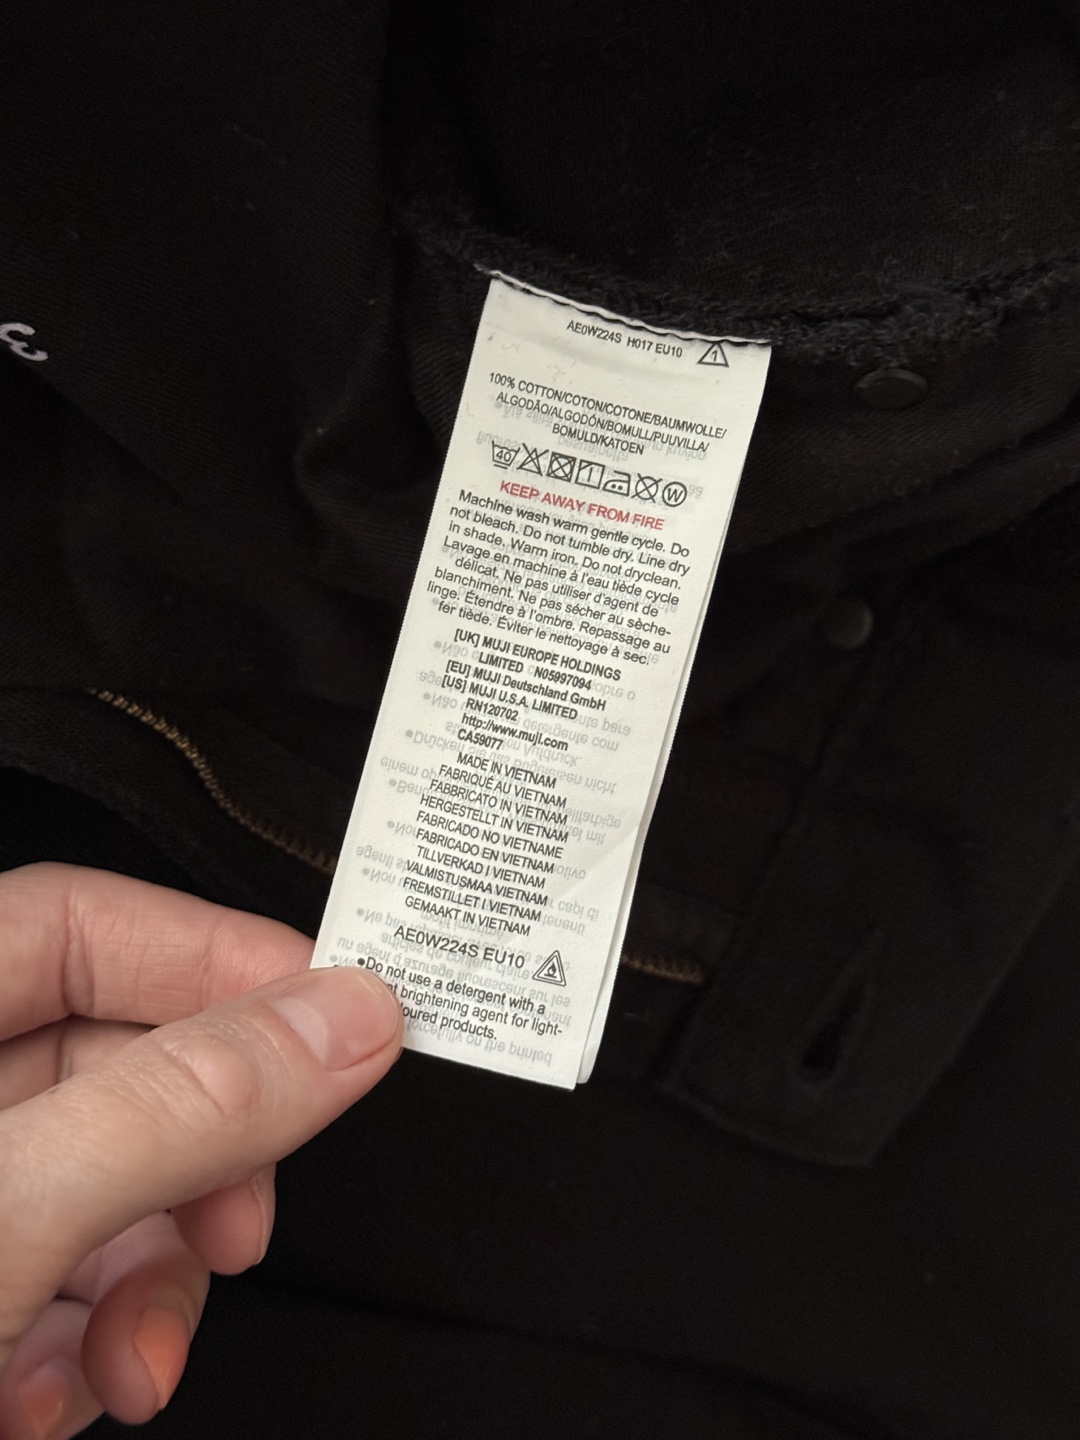 AE0W224S H017 EU10
1
100% COTTON/COTON/COTONE/BAUMWOLLE/
ALGODÃO/ALGODÓN/BOMULL/PUUVILLA/
BOMULD/KATOEN
40 W
KEEP AWAY FROM FIRE
Machine wash warm gentle cycle. Do
not bleach. Do not tumble dry. Line dry
in shade. Warm iron. Do not dryclean.
Lavage en machine à l'eau tiède cycle
délicat. Ne pas utiliser d'agent de
blanchiment. Ne pas sécher au sèche-
linge. Étendre à l'ombre. Repassage au
fer tiède. Éviter le nettoyage à sec.
[UK] MUJI EUROPE HOLDINGS
LIMITED N05997094
[EU] MUJI Deutschland GmbH
[US] MUJI U.S.A. LIMITED
RN120702
http://www.muji.com
CA59077
MADE IN VIETNAM
FABRIQUÉ AU VIETNAM
FABBRICATO IN VIETNAM
HERGESTELLT IN VIETNAM
FABRICADO NO VIETNAME
FABRICADO EN VIETNAM
TILLVERKAD I VIETNAM
VALMISTUSMAA VIETNAM
FREMSTILLET I VIETNAM
GEMAAKT IN VIETNAM
AE0W224S EU10
●Do not use a detergent with a
brightening agent for light-
products.